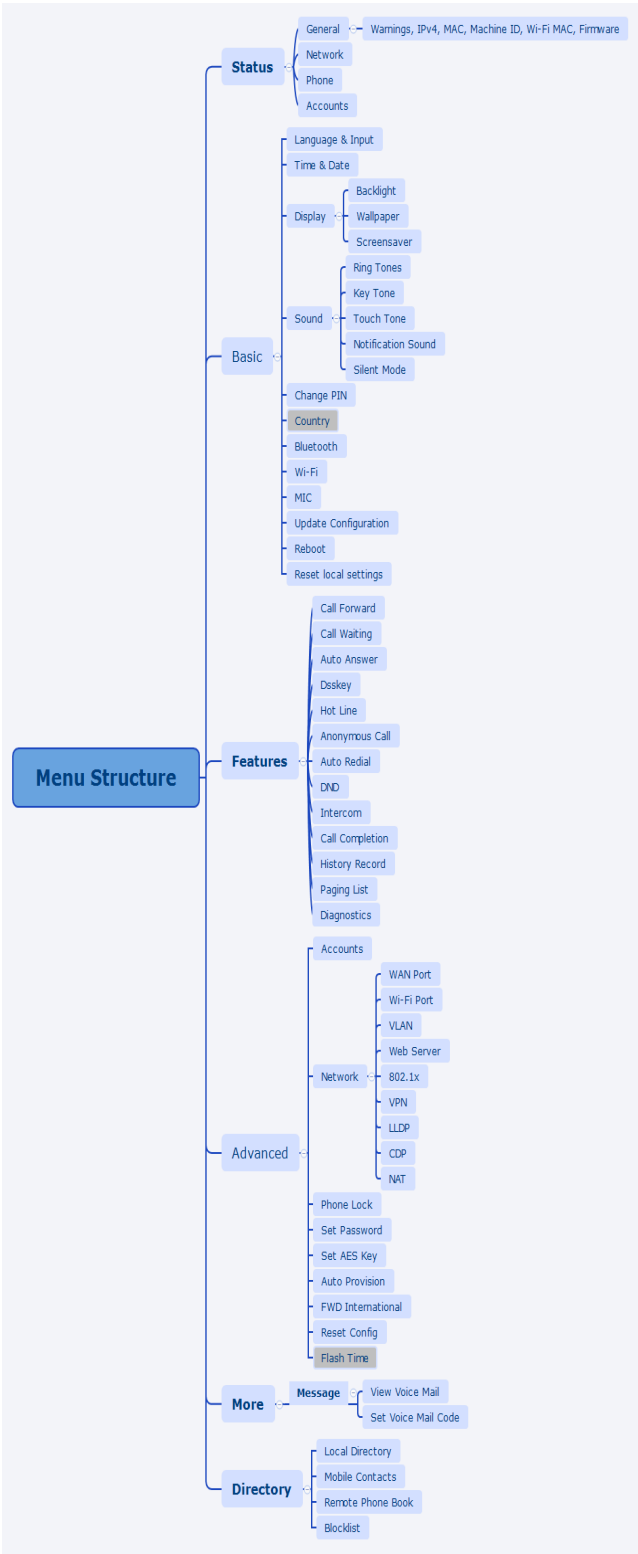 Menu Structure
Status
General
Warnings, IPv4, MAC, Machine ID, Wi-Fi MAC, Firmware
Network
Phone
Accounts
Basic
Language & Input
Time & Date
Display
Backlight
Wallpaper
Screensaver
Sound
Ring Tones
Key Tone
Touch Tone
Notification Sound
Silent Mode
Change PIN
Country
Bluetooth
Wi-Fi
MIC
Update Configuration
Reboot
Reset local settings
Features
Call Forward
Call Waiting
Auto Answer
Dsskey
Hot Line
Anonymous Call
Auto Redial
DND
Intercom
Call Completion
History Record
Paging List
Diagnostics
Advanced
Accounts
Network
WAN Port
Wi-Fi Port
VLAN
Web Server
802.1x
VPN
LLDP
CDP
NAT
Phone Lock
Set Password
Set AES Key
Auto Provision
FWD International
Reset Config
Flash Time
More
Message
View Voice Mail
Set Voice Mail Code
Directory
Local Directory
Mobile Contacts
Remote Phone Book
Blocklist